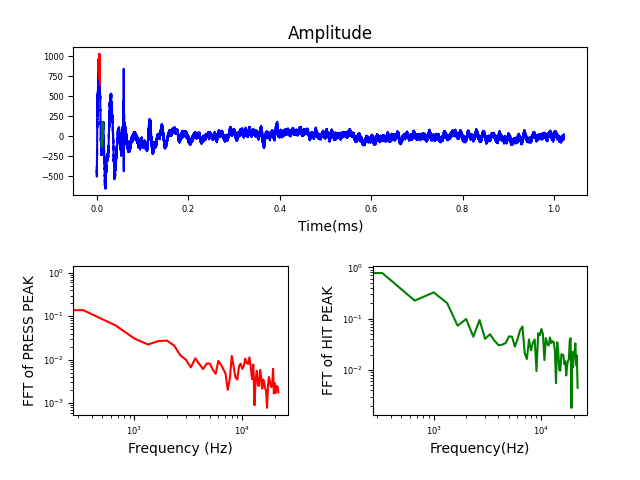 Amplitude
1000
750
500
250
0
−250
−500
0.0 0.2 0.4 0.6 0.8 1.0
Time(ms)
FFT of PRESS PEAK
10⁰
10⁻¹
10⁻²
10⁻³
10³ 10⁴
Frequency (Hz)
FFT of HIT PEAK
10⁰
10⁻¹
10⁻²
10³ 10⁴
Frequency(Hz)